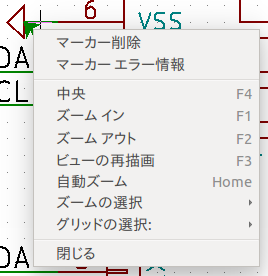 6
VSS
DA
CL
マーカー削除
マーカー エラー情報
中央 F4
ズーム イン F1
ズーム アウト F2
ビューの再描画 F3
自動ズーム Home
ズームの選択
グリッドの選択:
閉じる
DA